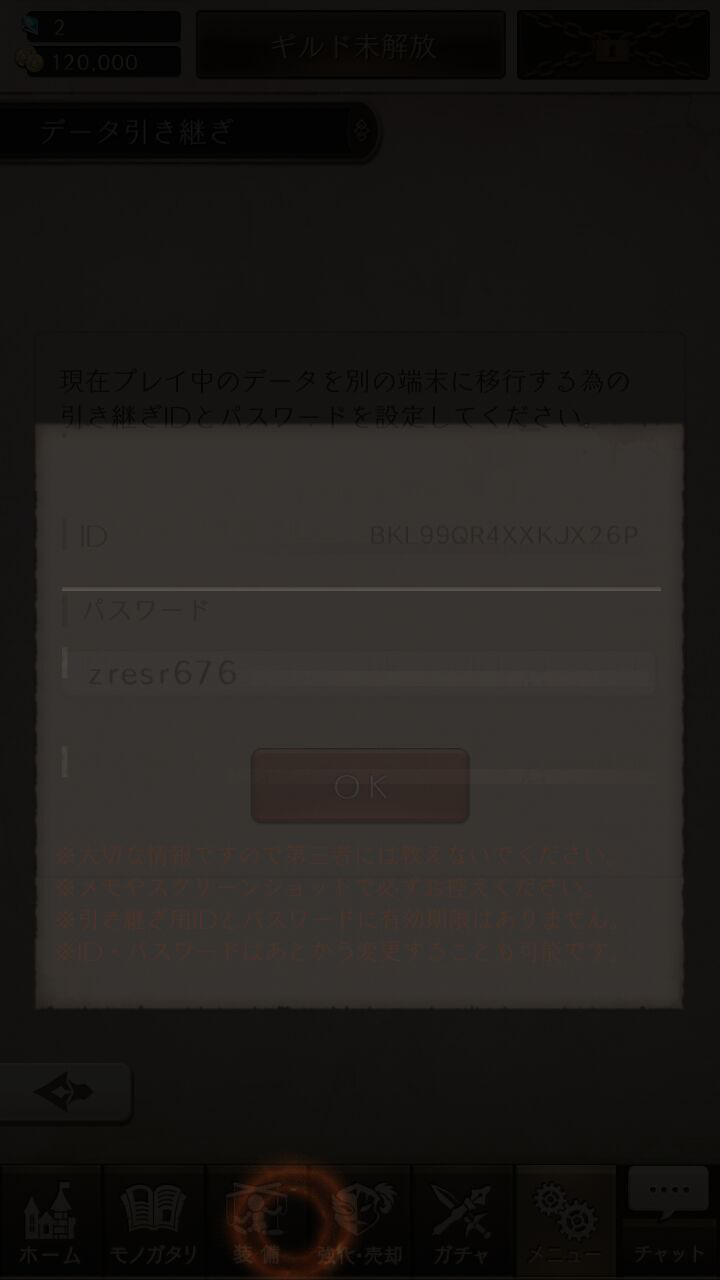 2
120,000
ギルド未解放
データ引き継ぎ
現在プレイ中のデータを別の端末に移行する為の
引き継ぎIDとパスワードを設定してください。
ID
BKL99QR4XXKJX26P
パスワード
zresr676
OK
※大切な情報ですので第三者には教えないでください。
※メモやスクリーンショットで必ずお控えください。
※引き継ぎ用IDとパスワードに有効期限はありません。
※ID・パスワードはあとから変更することも可能です。
ホーム
モノガタリ
装備
強化・売却
ガチャ
メニュー
チャット